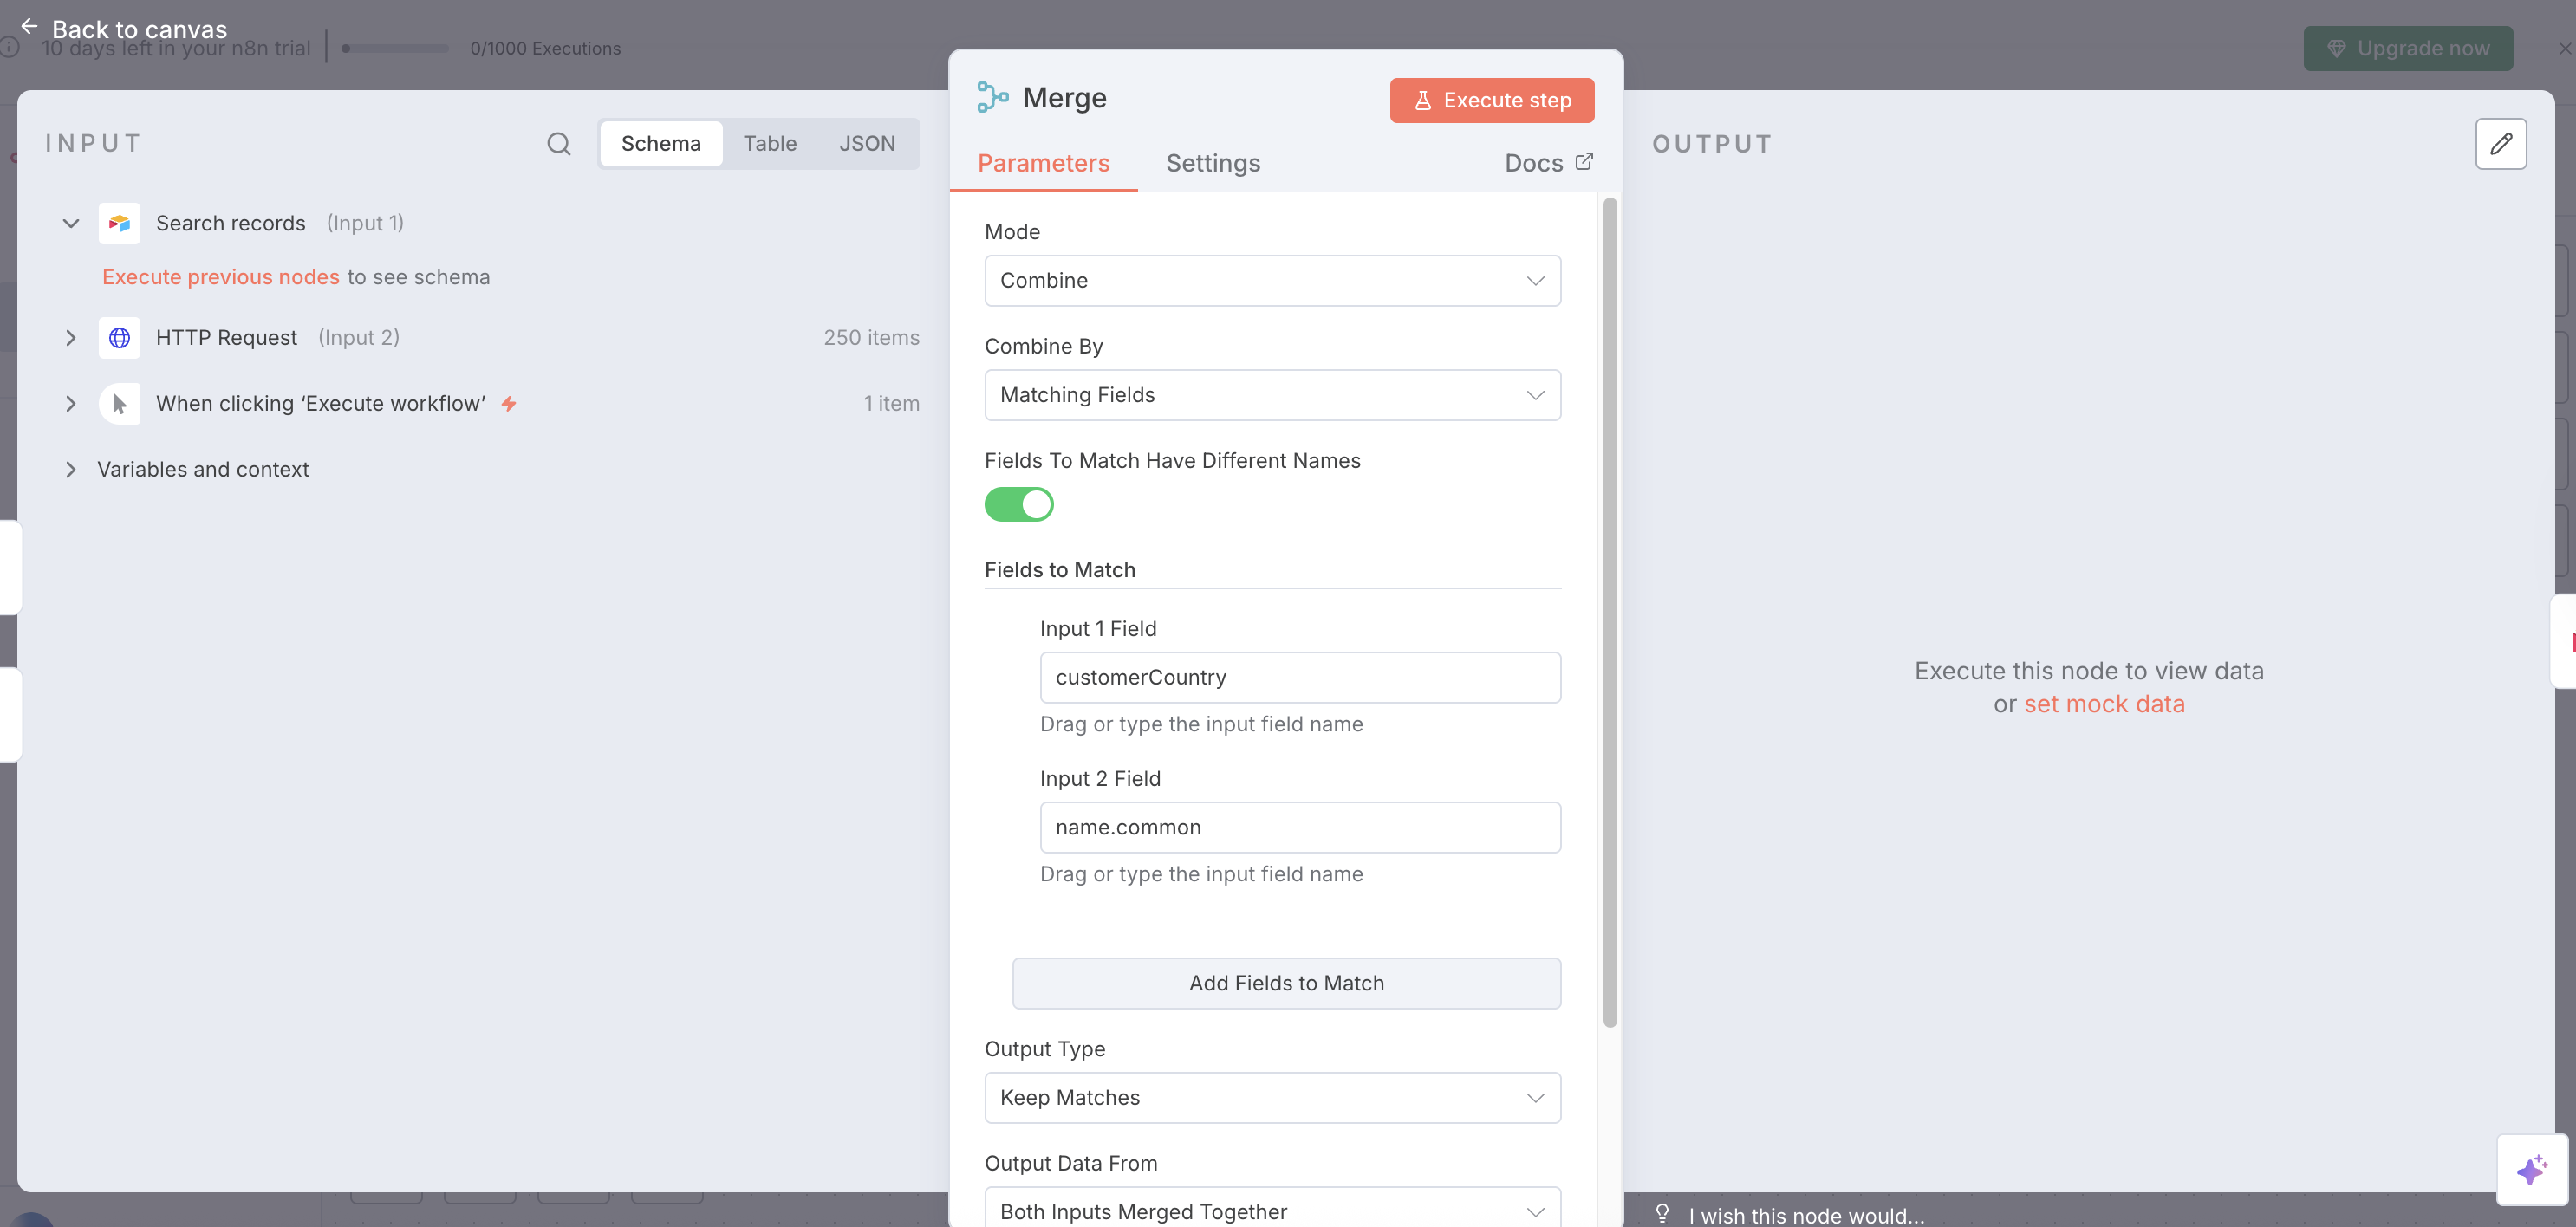 Back to canvas
10 days left in your n8n trial
0/1000 Executions
Upgrade now
INPUT
Schema
Table
JSON
Search records (Input 1)
Execute previous nodes to see schema
HTTP Request (Input 2)
250 items
When clicking ‘Execute workflow’
1 item
Variables and context
Merge
Execute step
Parameters
Settings
Docs
Mode
Combine
Combine By
Matching Fields
Fields To Match Have Different Names
Fields to Match
Input 1 Field
customerCountry
Drag or type the input field name
Input 2 Field
name.common
Drag or type the input field name
Add Fields to Match
Output Type
Keep Matches
Output Data From
Both Inputs Merged Together
OUTPUT
Execute this node to view data
or set mock data
I wish this node would...